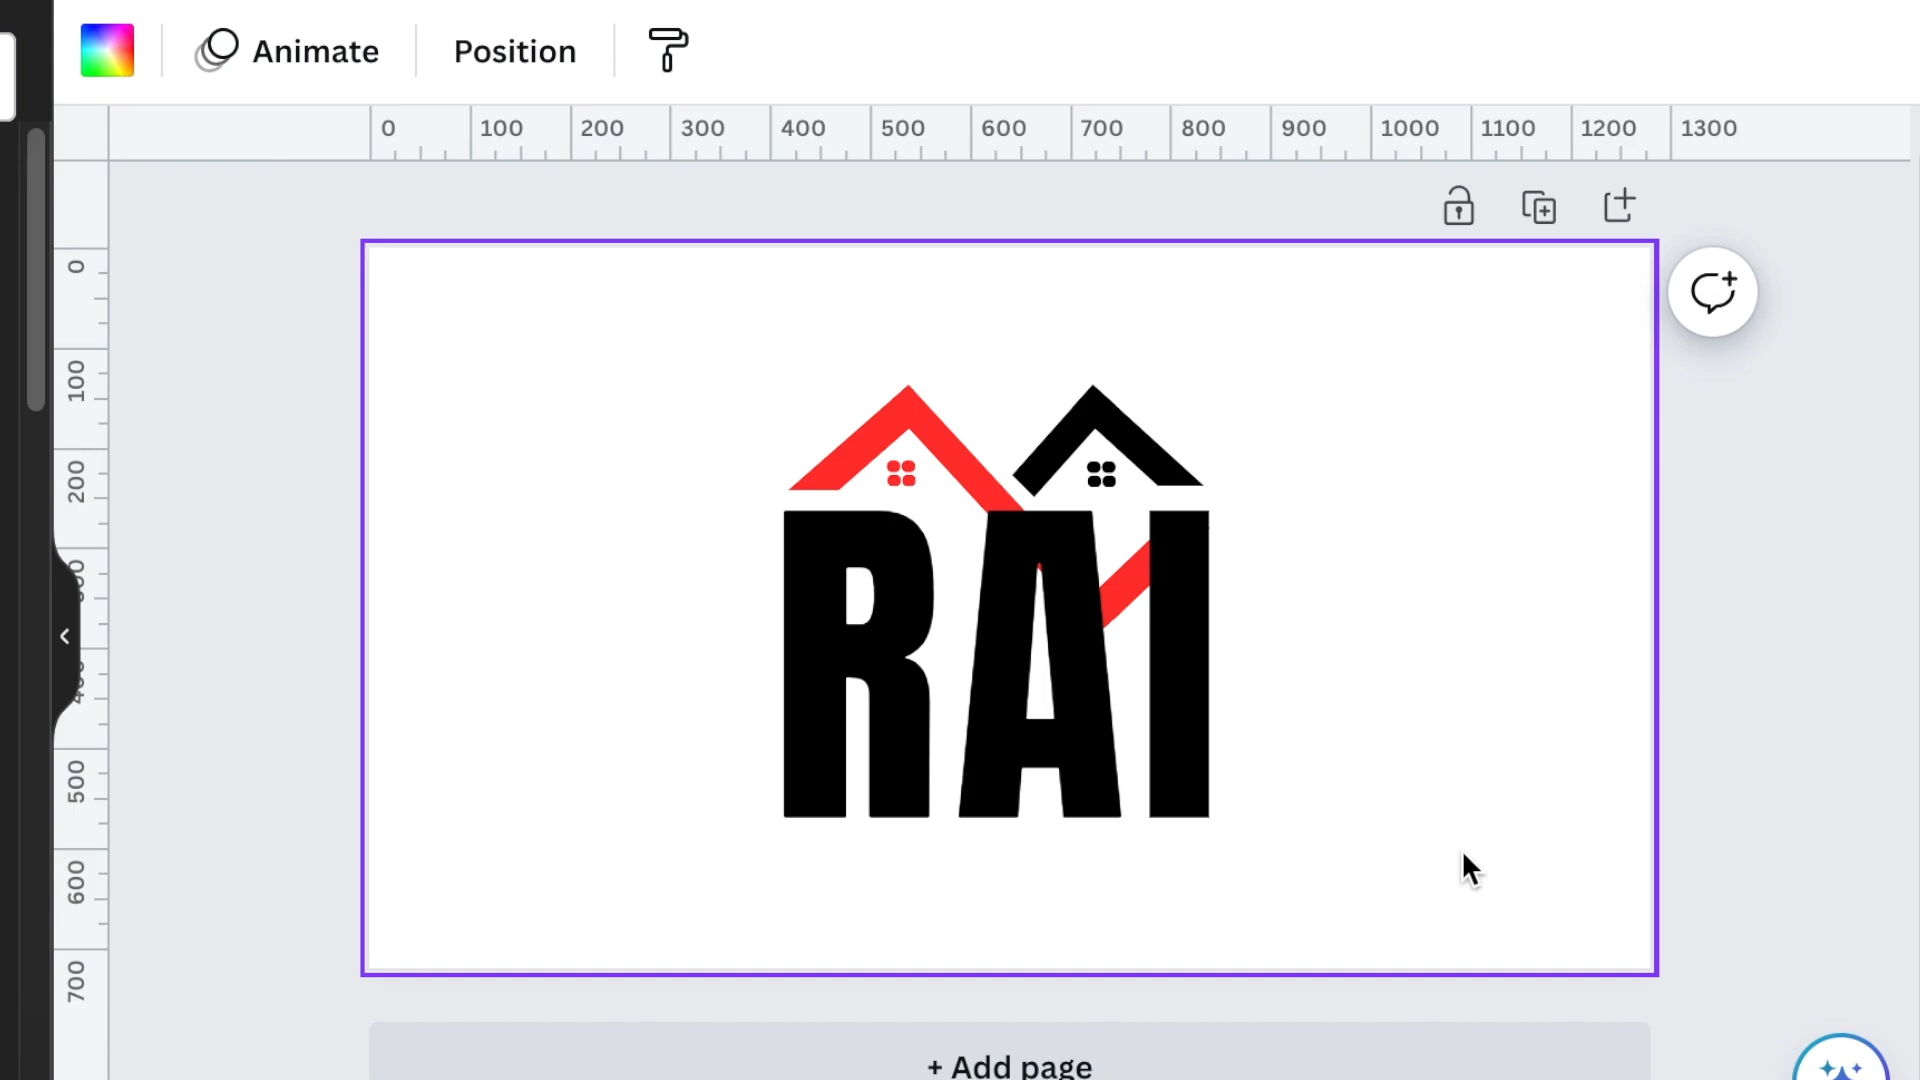 Animate
Position
0 100 200 300 400 500 600 700 800 900 1000 1100 1200 1300
0
100
200
500
600
700
RAI
+ Add page